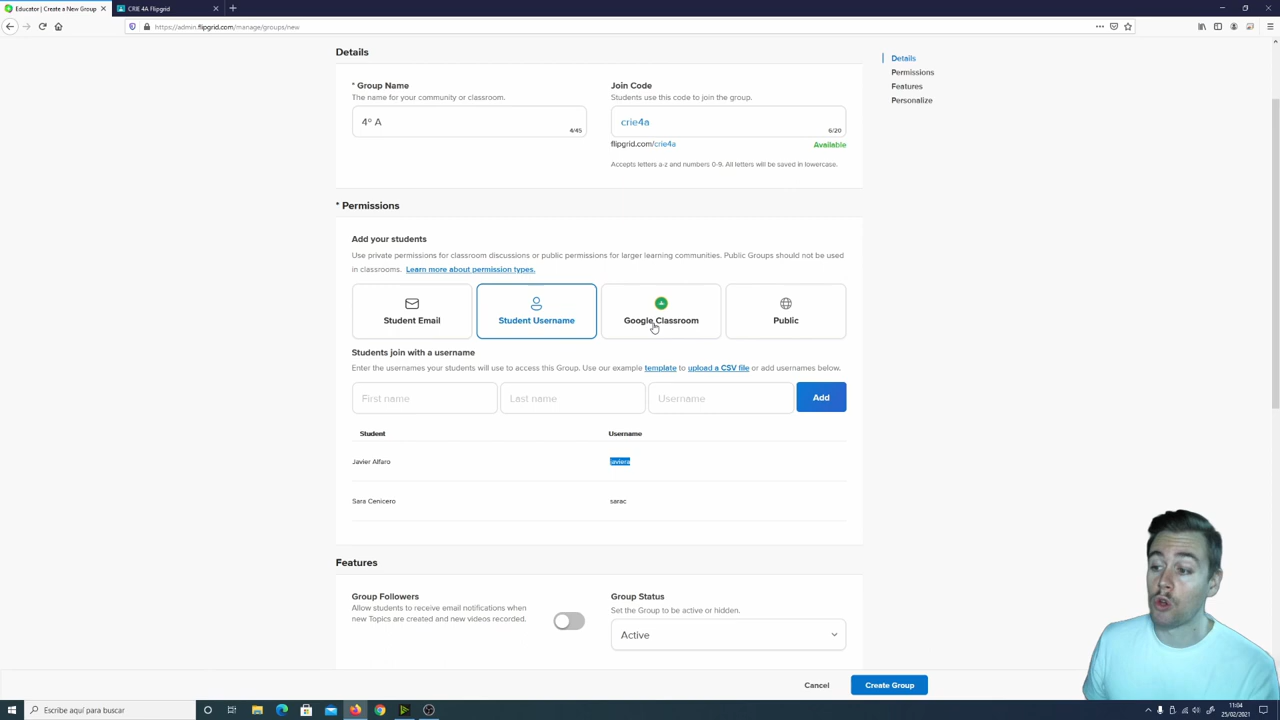 Educator | Create a New Group
CRIE 4A Flipgrid
https://admin.flipgrid.com/manage/groups/new
Details
Details
Permissions
Features
Personalize
* Group Name
The name for your community or classroom.
4º A
4/45
Join Code
Students use this code to join the group.
crie4a
6/20
flipgrid.com/crie4a
Available
Accepts letters a-z and numbers 0-9. All letters will be saved in lowercase.
* Permissions
Add your students
Use private permissions for classroom discussions or public permissions for larger learning communities. Public Groups should not be used
in classrooms. Learn more about permission types.
Student Email
Student Username
Google Classroom
Public
Students join with a username
Enter the usernames your students will use to access this Group. Use our example template to upload a CSV file or add usernames below.
First name
Last name
Username
Add
Student
Username
Javier Alfaro
javiera
Sara Cenicero
sarac
Features
Group Followers
Allow students to receive email notifications when
new Topics are created and new videos recorded.
Group Status
Set the Group to be active or hidden.
Active
Cancel
Create Group
Escribe aquí para buscar
11:04
25/02/2021